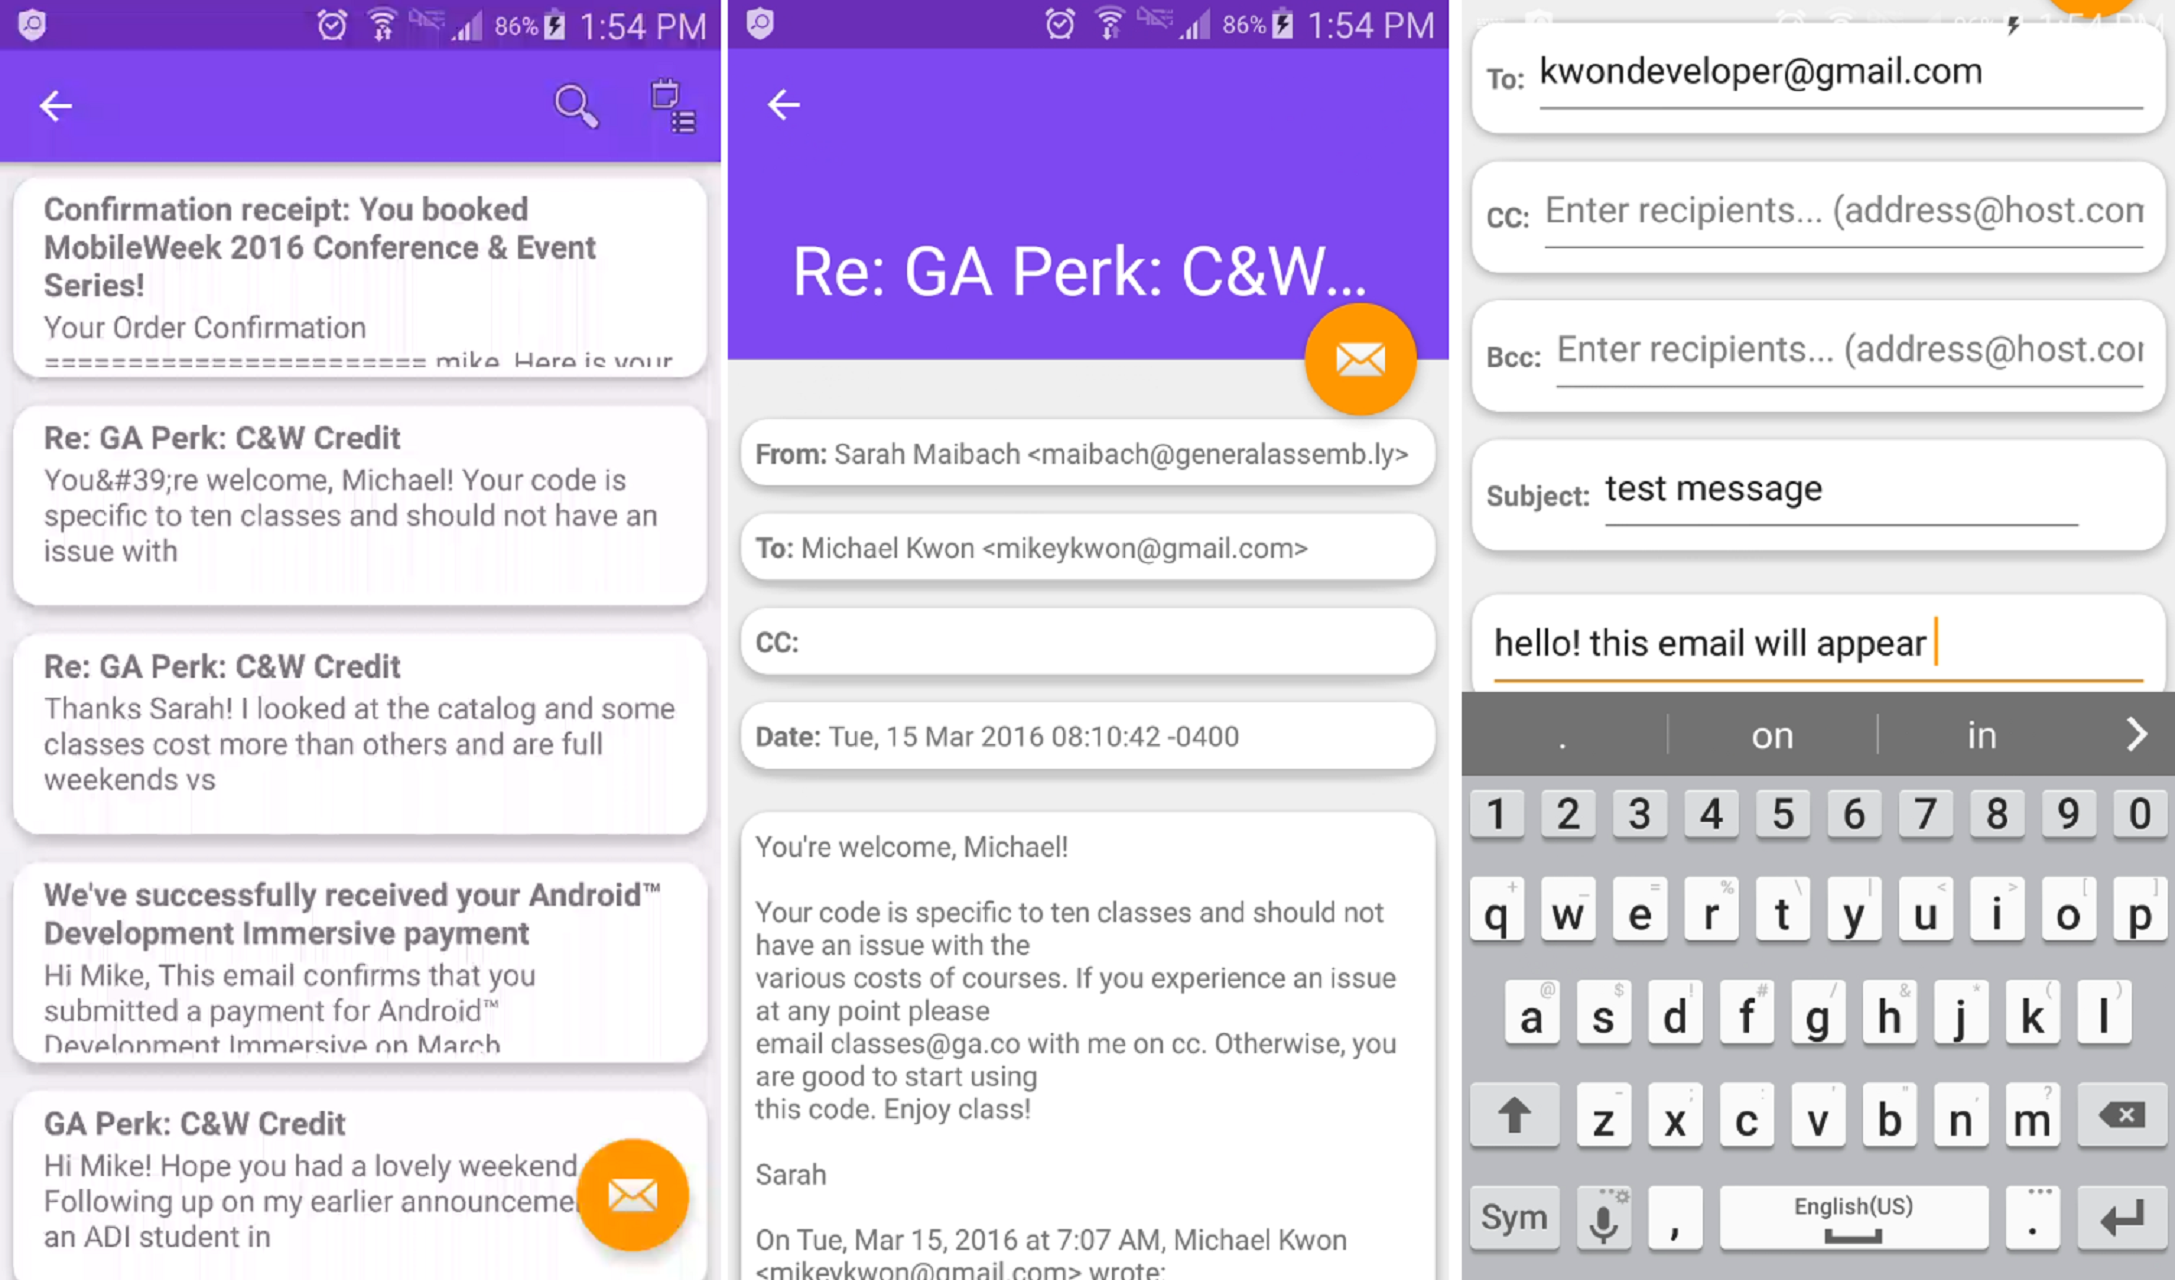 86% 1:54 PM
Confirmation receipt: You booked
MobileWeek 2016 Conference & Event
Series!
Your Order Confirmation
======================= mike, Here is your
Re: GA Perk: C&W Credit
You&#39;re welcome, Michael! Your code is
specific to ten classes and should not have an
issue with
Re: GA Perk: C&W Credit
Thanks Sarah! I looked at the catalog and some
classes cost more than others and are full
weekends vs
We've successfully received your Android™
Development Immersive payment
Hi Mike, This email confirms that you
submitted a payment for Android™
Development Immersive on March
GA Perk: C&W Credit
Hi Mike! Hope you had a lovely weekend
Following up on my earlier
an ADI student in
86% 1:54 PM
Re: GA Perk: C&W...
From: Sarah Maibach <maibach@generalassemb.ly>
To: Michael Kwon <mikeykwon@gmail.com>
CC:
Date: Tue, 15 Mar 2016 08:10:42 -0400
You're welcome, Michael!
Your code is specific to ten classes and should not
have an issue with the
various costs of courses. If you experience an issue
at any point please
email classes@ga.co with me on cc. Otherwise, you
are good to start using
this code. Enjoy class!
Sarah
On Tue, Mar 15, 2016 at 7:07 AM, Michael Kwon
<mikeykwon@gmail.com> wrote:
86% 1:54 PM
To: kwondeveloper@gmail.com
CC: Enter recipients... (address@host.com
Bcc: Enter recipients... (address@host.co
Subject: test message
hello! this email will appear
. on in
1 2 3 4 5 6 7 8 9 0
+ _ = % \ | < > [ ]
q w e r t y u i o p
@ $ ! # / & * ( )
a s d f g h j k l
- ; : ' " , ?
z x c v b n m
Sym , English(US) .